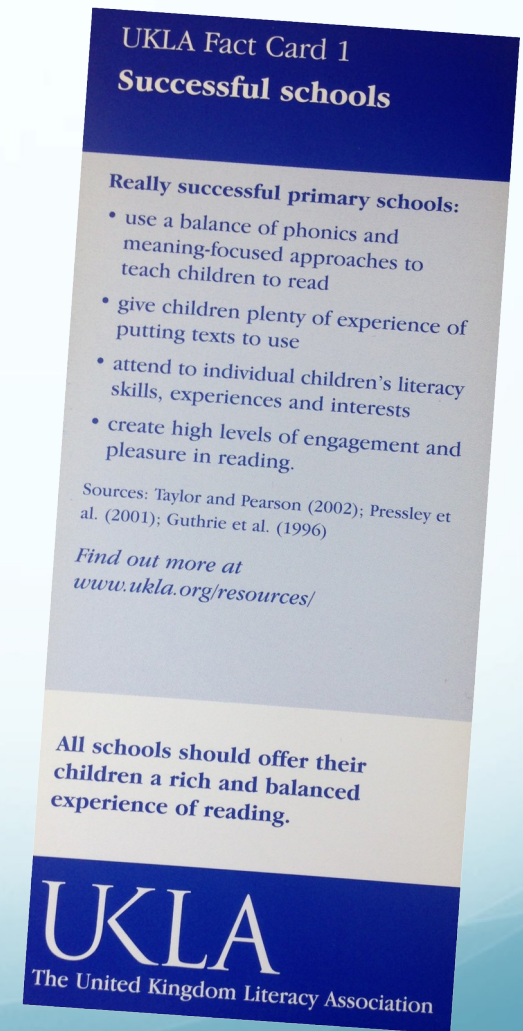 UKLA Fact Card 1
Successful schools
Really successful primary schools:
• use a balance of phonics and
meaning-focused approaches to
teach children to read
• give children plenty of experience of
putting texts to use
• attend to individual children's literacy
skills, experiences and interests
• create high levels of engagement and
pleasure in reading.
Sources: Taylor and Pearson (2002); Pressley et
al. (2001); Guthrie et al. (1996)
Find out more at
www.ukla.org/resources/
All schools should offer their
children a rich and balanced
experience of reading.
UKLA
The United Kingdom Literacy Association